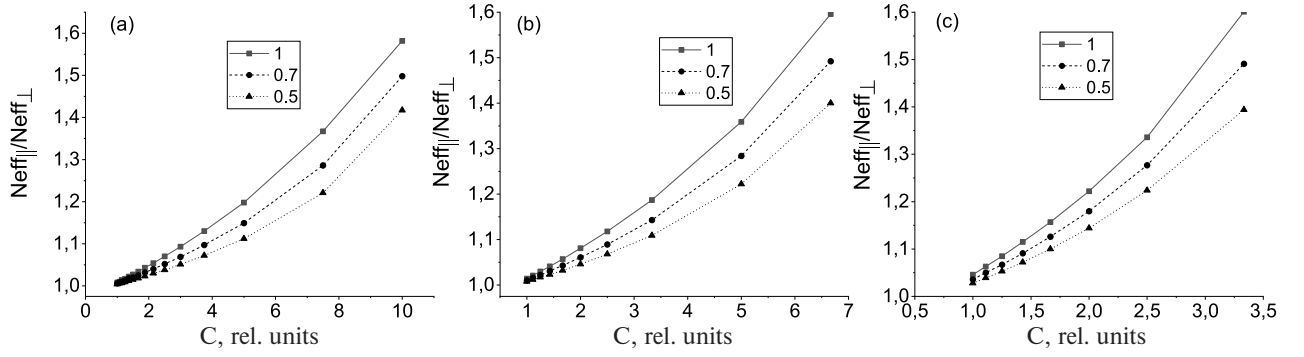 (a)
1
0.7
0.5
1,6
1,5
1,4
1,3
1,2
1,1
1,0
Neff||/Neff⊥
0 2 4 6 8 10
C, rel. units
(b)
1
0.7
0.5
1,6
1,5
1,4
1,3
1,2
1,1
1,0
Neff||/Neff⊥
1 2 3 4 5 6 7
C, rel. units
(c)
1
0.7
0.5
1,6
1,5
1,4
1,3
1,2
1,1
1,0
Neff||/Neff⊥
0,5 1,0 1,5 2,0 2,5 3,0 3,5
C, rel. units